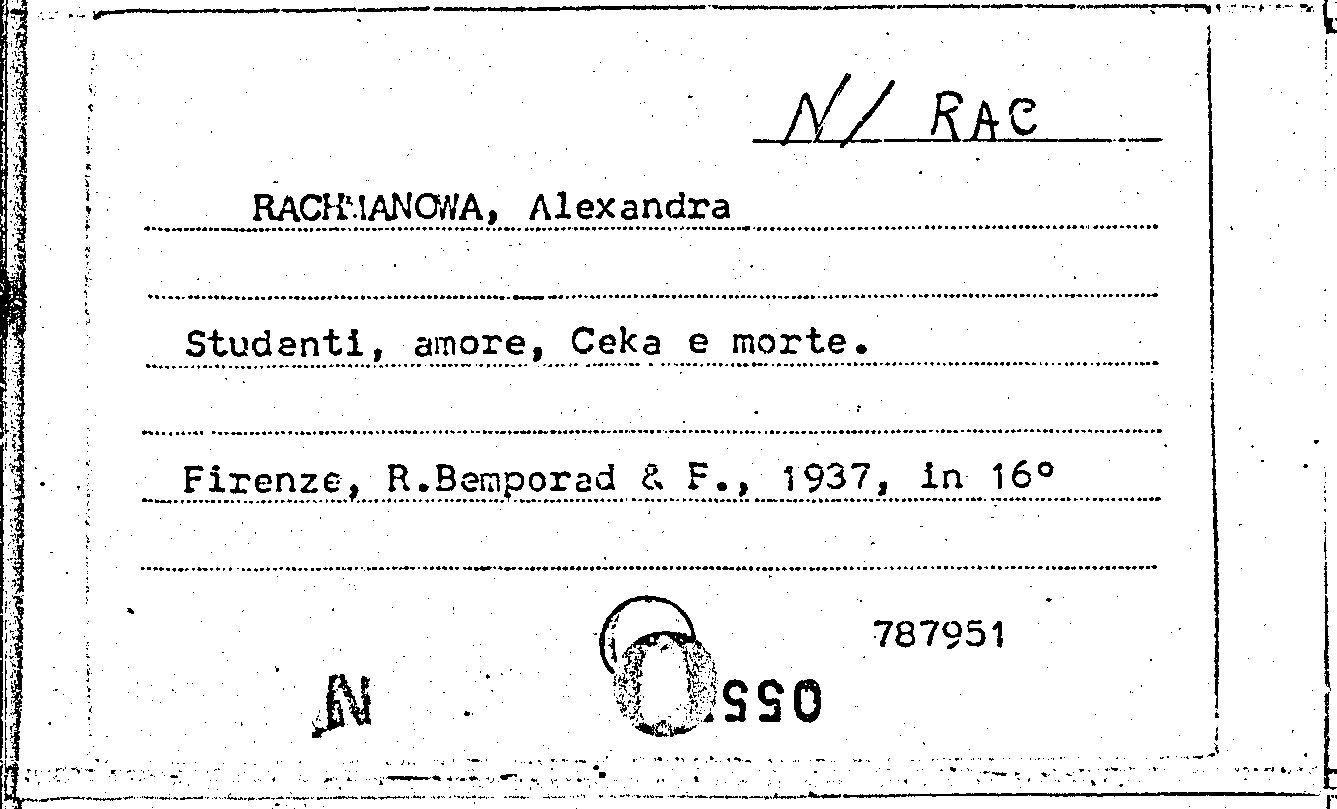 N/ RAC
RACHMANOWA, Alexandra
Studenti, amore, Ceka e morte.
Firenze, R.Bemporad & F., 1937, in 16°
787951
N